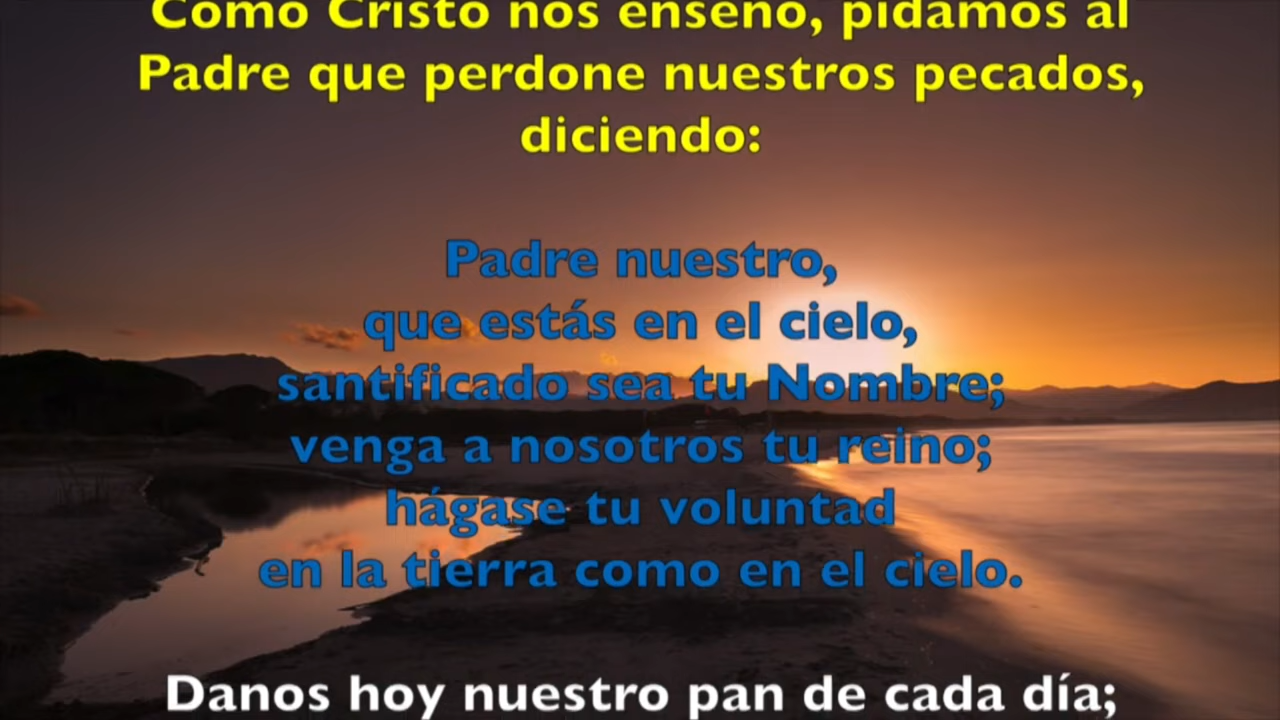 Como Cristo nos enseñó, pidamos al
Padre que perdone nuestros pecados,
diciendo:
Padre nuestro,
que estás en el cielo,
santificado sea tu Nombre;
venga a nosotros tu reino;
hágase tu voluntad
en la tierra como en el cielo.
Danos hoy nuestro pan de cada día;